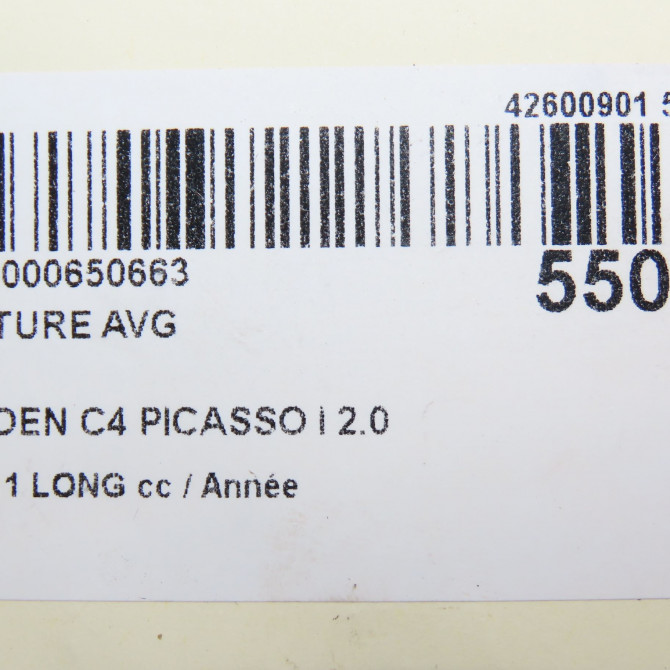 42600901 5
000650663
550
TURE AVG
DEN C4 PICASSO I 2.0
1 LONG cc / Année